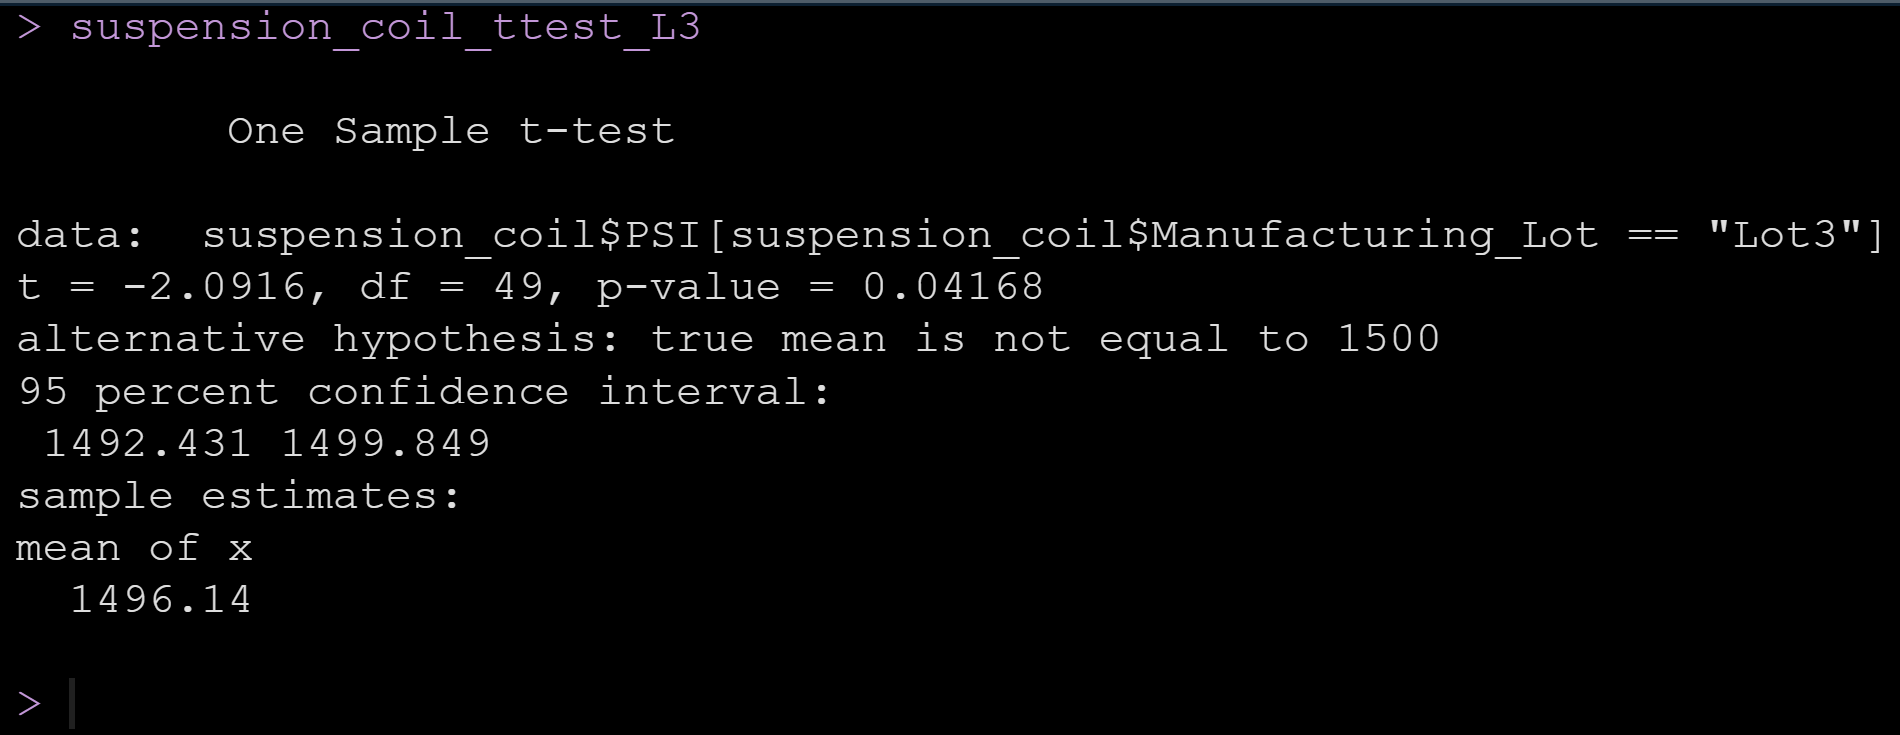 > suspension_coil_ttest_L3
One Sample t-test
data:  suspension_coil$PSI[suspension_coil$Manufacturing_Lot == "Lot3"]
t = -2.0916, df = 49, p-value = 0.04168
alternative hypothesis: true mean is not equal to 1500
95 percent confidence interval:
1492.431 1499.849
sample estimates:
mean of x
1496.14
>